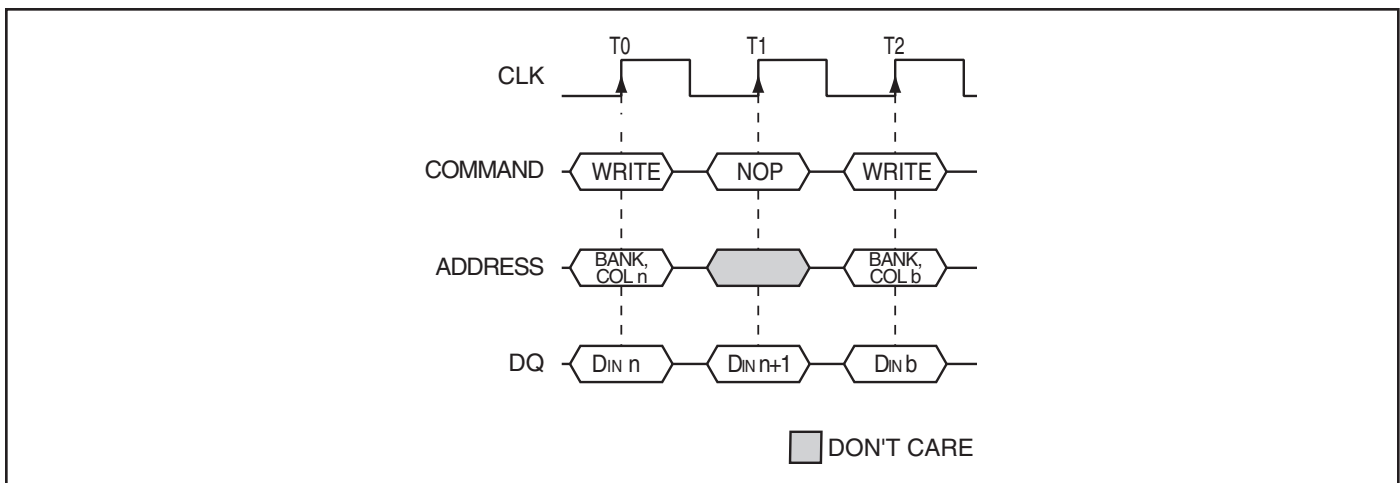 T0 T1 T2
CLK
COMMAND WRITE NOP WRITE
ADDRESS BANK, COL n BANK, COL b
DQ DIN n DIN n+1 DIN b
DON'T CARE